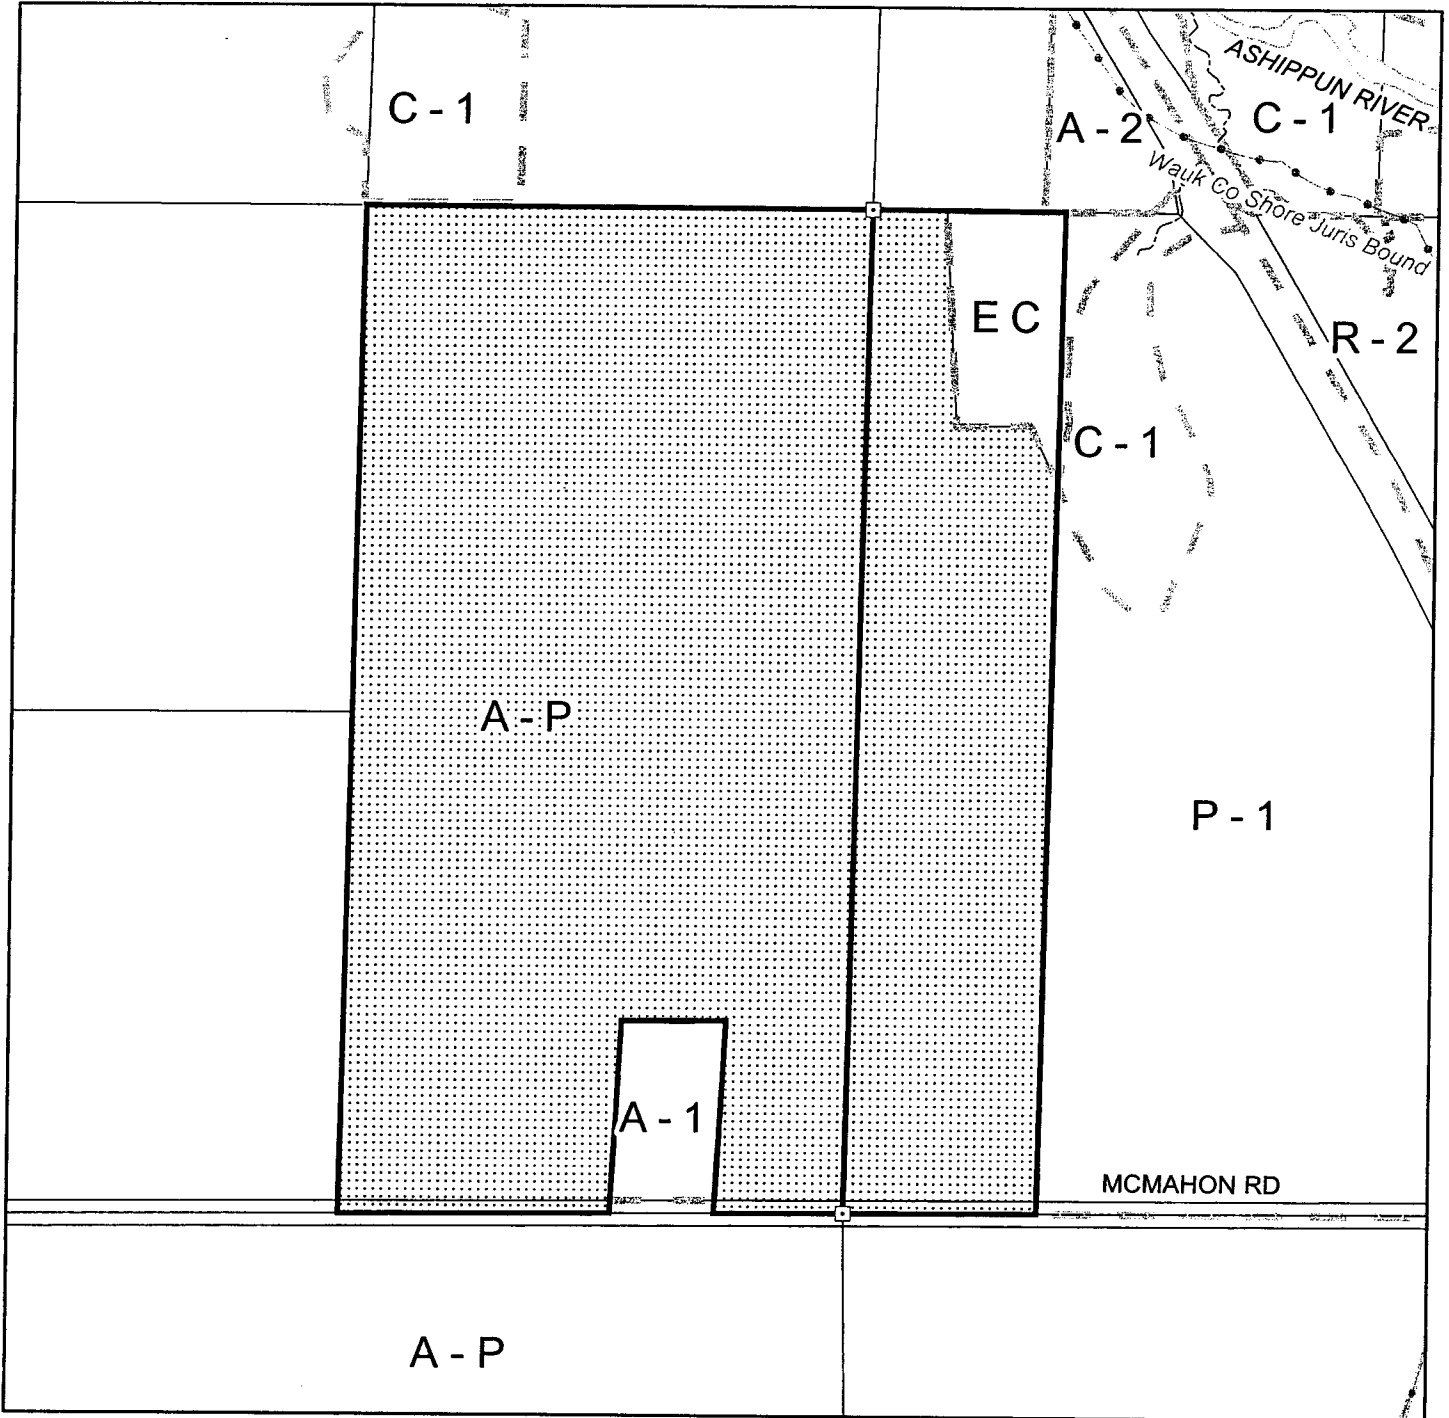 C - 1
ASHIPPUN RIVER
C - 1
A - 2
Wauk Co Shore Juris Bound
E C
R - 2
C - 1
A - P
P - 1
A - 1
MCMAHON RD
A - P